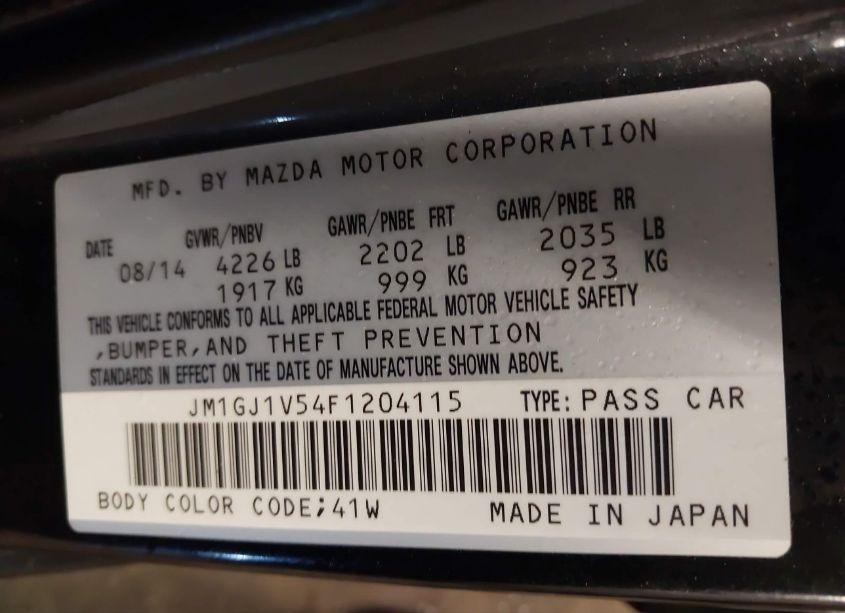 MFD. BY MAZDA MOTOR CORPORATION
DATE GVWR/PNBV GAWR/PNBE FRT GAWR/PNBE RR
08/14 4226 LB 2202 LB 2035 LB
1917 KG 999 KG 923 KG
THIS VEHICLE CONFORMS TO ALL APPLICABLE FEDERAL MOTOR VEHICLE SAFETY
,BUMPER,AND THEFT PREVENTION
STANDARDS IN EFFECT ON THE DATE OF MANUFACTURE SHOWN ABOVE.
JM1GJ1V54F1204115 TYPE: PASS CAR
BODY COLOR CODE;41W MADE IN JAPAN